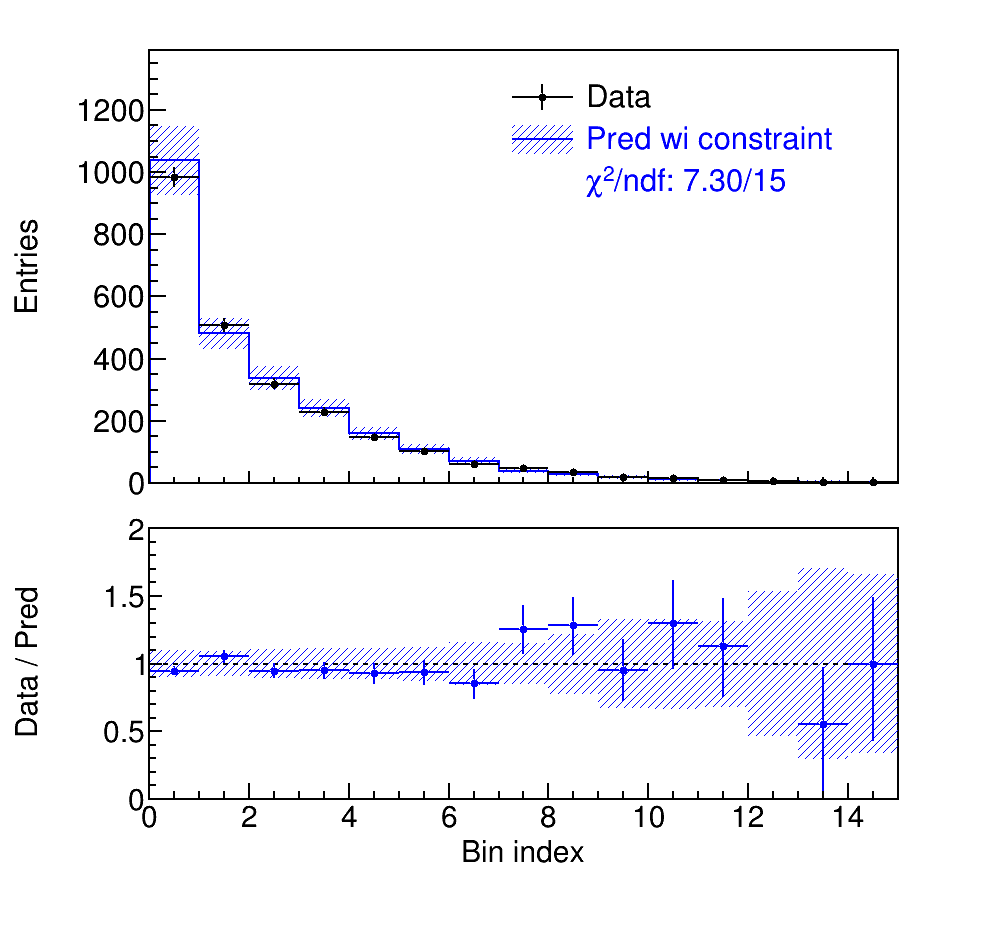 Entries
1200
1000
800
600
400
200
0
Data
Pred wi constraint
χ²/ndf: 7.30/15
Data / Pred
2
1.5
1
0.5
0
0 2 4 6 8 10 12 14
Bin index